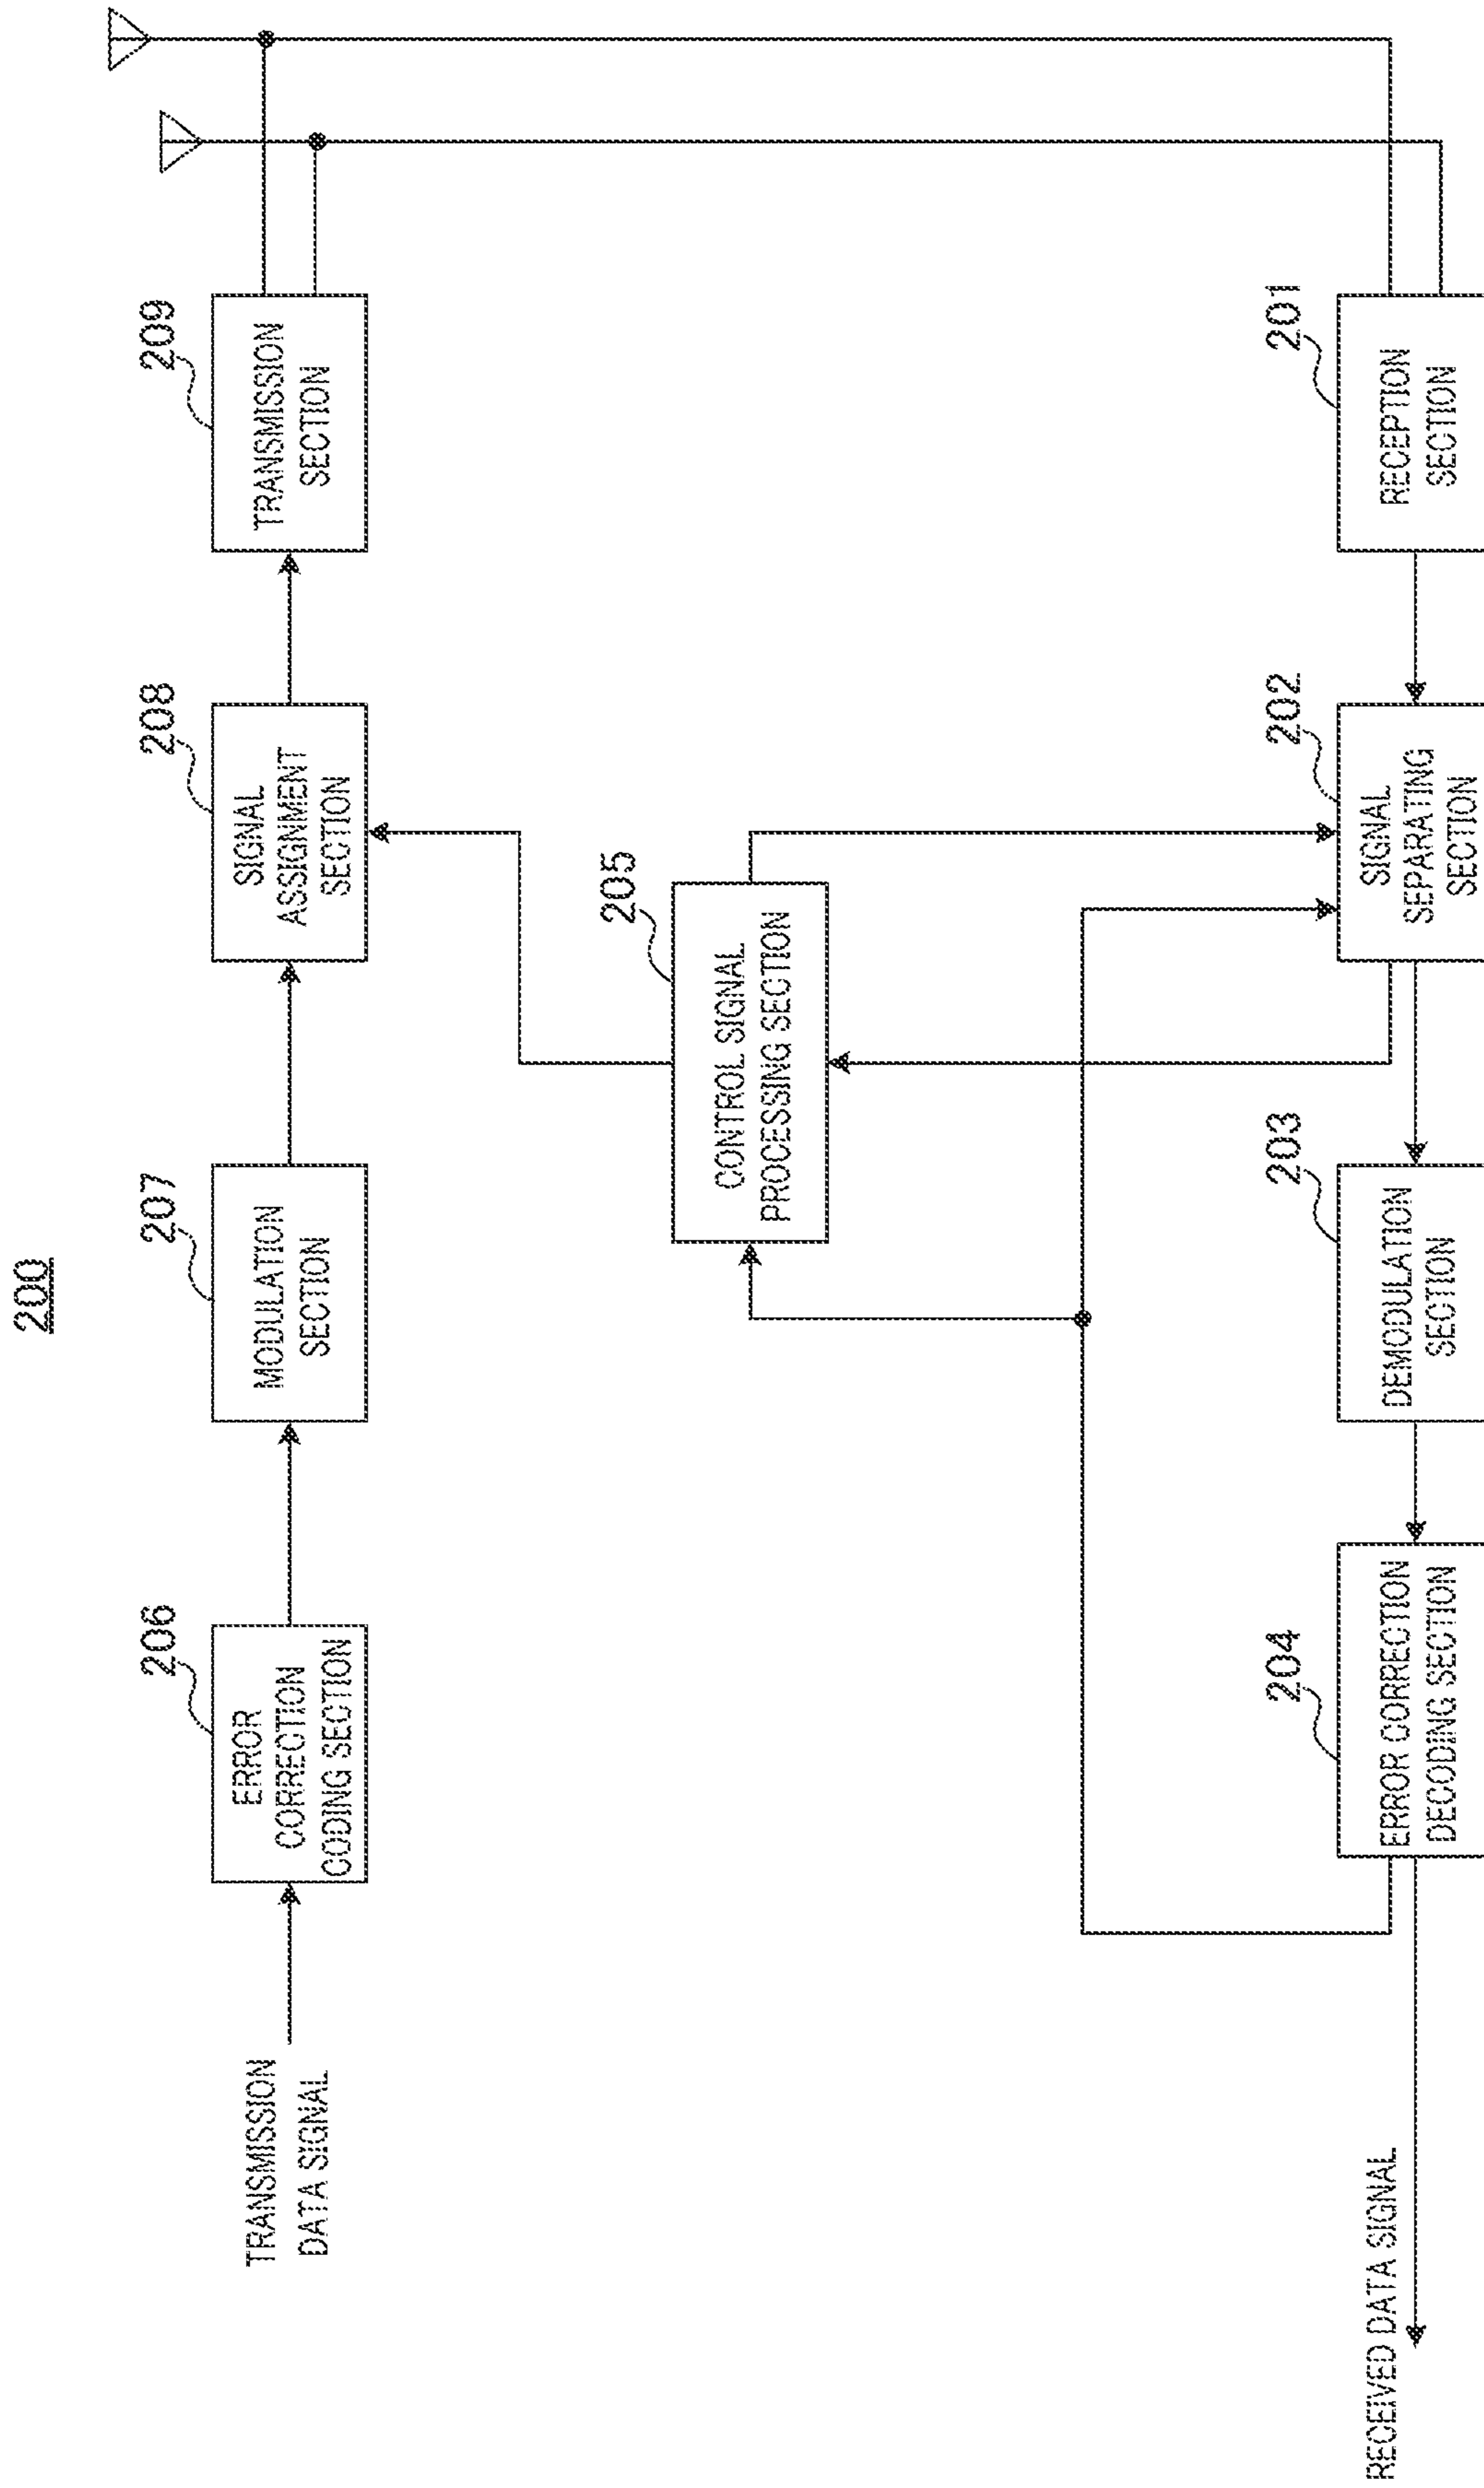 200
TRANSMISSION
DATA SIGNAL
206
ERROR
CORRECTION
CODING SECTION
207
MODULATION
SECTION
208
SIGNAL
ASSIGNMENT
SECTION
209
TRANSMISSION
SECTION
205
CONTROL SIGNAL
PROCESSING SECTION
RECEIVED DATA SIGNAL
204
ERROR CORRECTION
DECODING SECTION
203
DEMODULATION
SECTION
202
SIGNAL
SEPARATING
SECTION
201
RECEPTION
SECTION